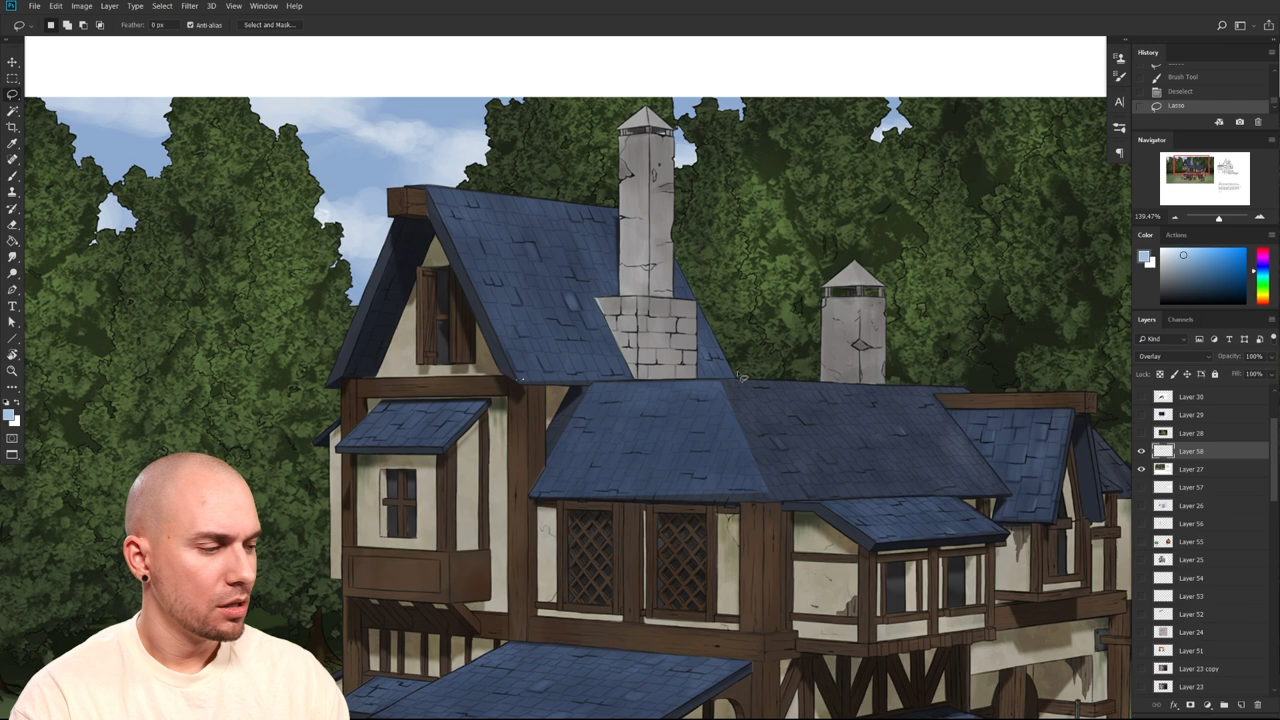 Ps File Edit Image Layer Type Select Filter 3D View Window Help
Feather: 0 px Anti-alias Select and Mask...
History
Brush Tool
Deselect
Lasso
Navigator
139.47%
Color Actions
Layers Channels
Kind
Overlay Opacity: 100%
Lock: Fill: 100%
Layer 30
Layer 29
Layer 28
Layer 58
Layer 27
Layer 57
Layer 26
Layer 56
Layer 55
Layer 25
Layer 54
Layer 53
Layer 52
Layer 24
Layer 51
Layer 23 copy
Layer 23